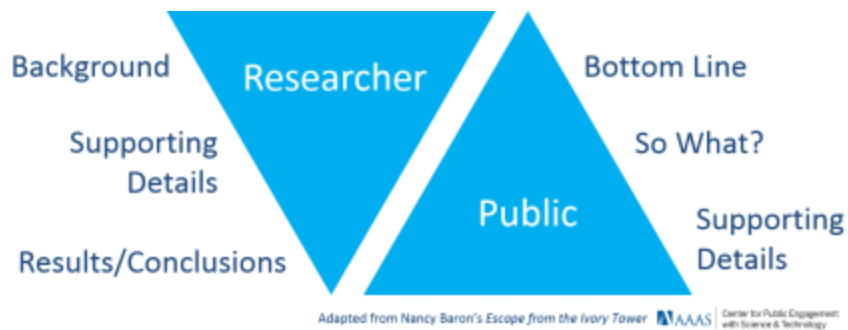 Background
Researcher
Supporting
Details
Results/Conclusions
Bottom Line
So What?
Public
Supporting
Details
Adapted from Nancy Baron's Escape from the Ivory Tower
AAAS
Center for Public Engagement
with Science & Technology